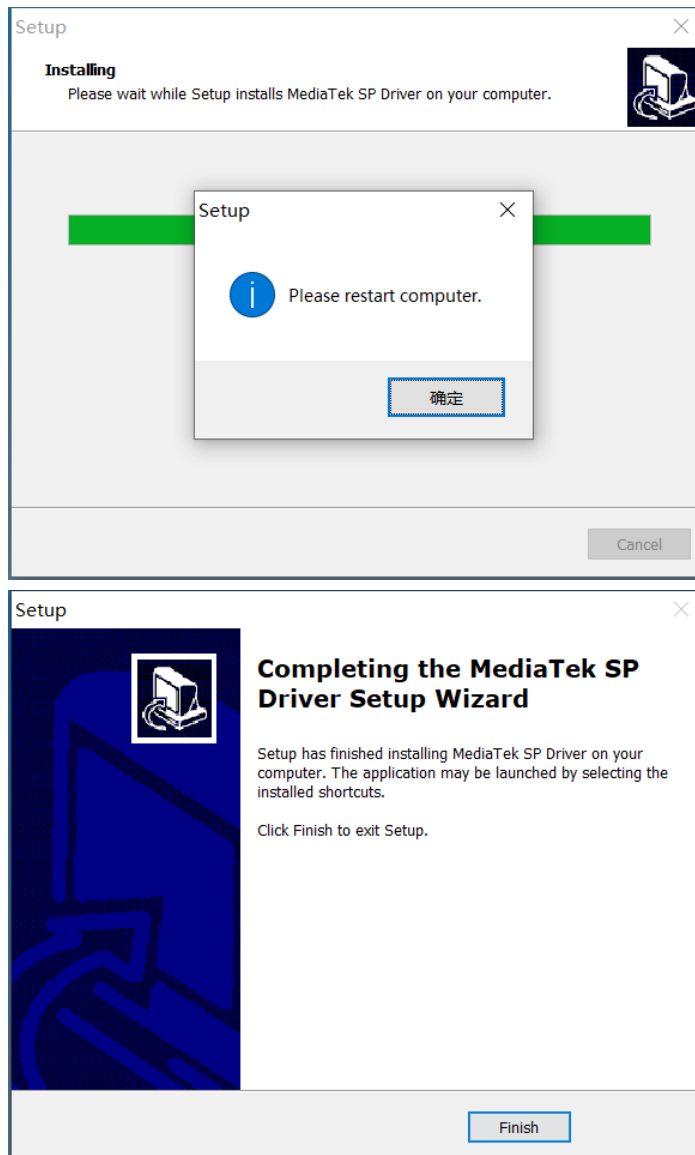 Setup
Installing
Please wait while Setup installs MediaTek SP Driver on your computer.
Setup
Please restart computer.
确定
Cancel
Setup
Completing the MediaTek SP
Driver Setup Wizard
Setup has finished installing MediaTek SP Driver on your
computer. The application may be launched by selecting the
installed shortcuts.
Click Finish to exit Setup.
Finish